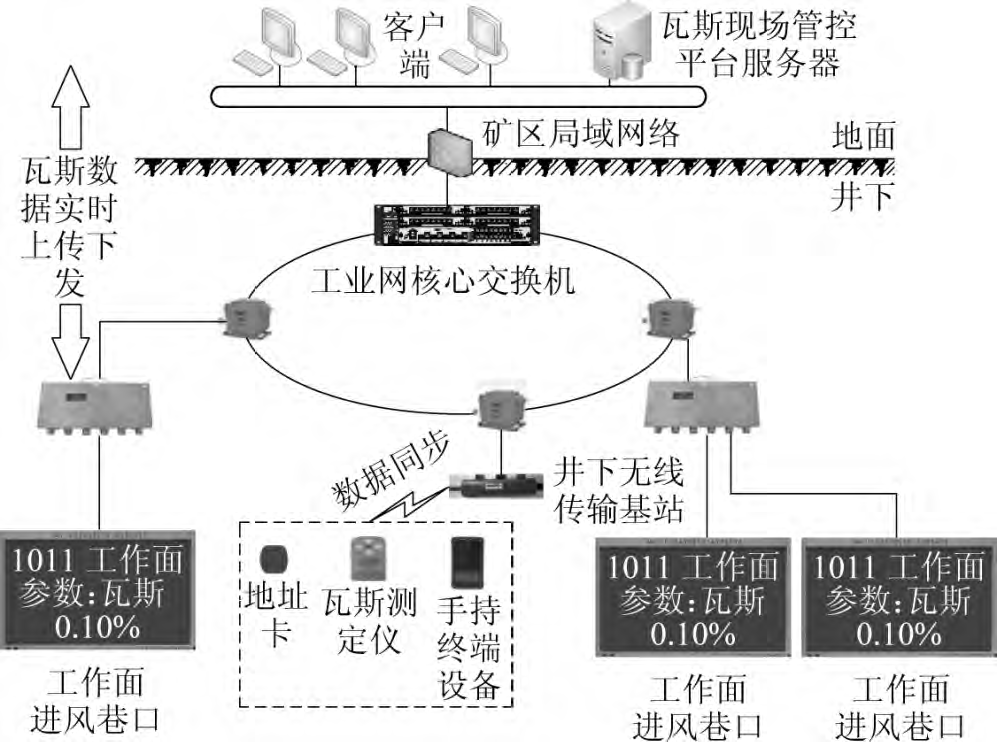 客户
端
瓦斯现场管控
平台服务器
矿区局域网络
地面
井下
瓦斯数
据实时
上传下
发
工业网核心交换机
数据同步
井下无线
传输基站
1011 工作面
参数:瓦斯
0.10%
工作面
进风巷口
地址
卡
瓦斯测
定仪
手持
终端
设备
1011 工作面
参数:瓦斯
0.10%
工作面
进风巷口
1011 工作面
参数:瓦斯
0.10%
工作面
进风巷口